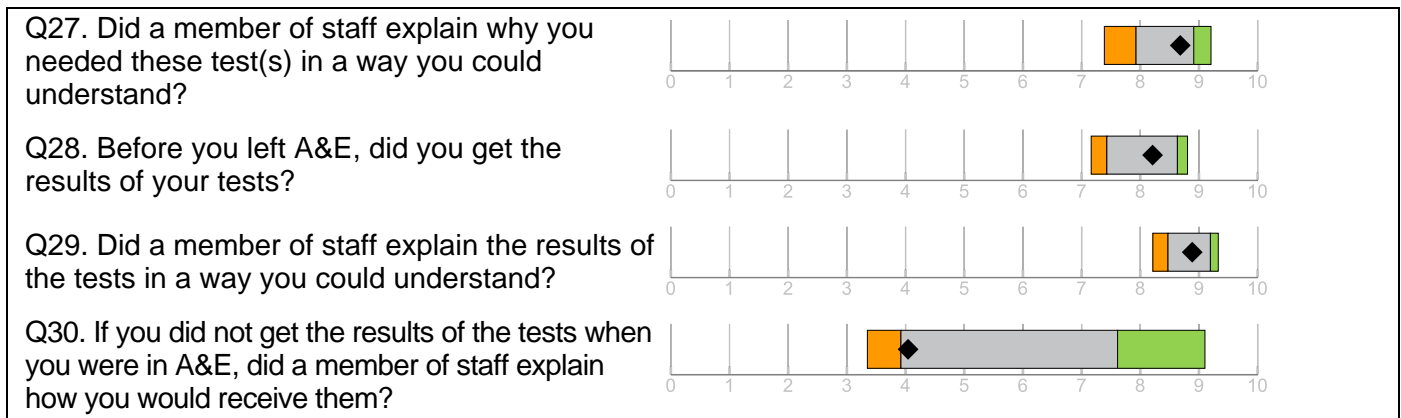 Q27. Did a member of staff explain why you
needed these test(s) in a way you could
understand?
0 1 2 3 4 5 6 7 8 9 10
Q28. Before you left A&E, did you get the
results of your tests?
0 1 2 3 4 5 6 7 8 9 10
Q29. Did a member of staff explain the results of
the tests in a way you could understand?
0 1 2 3 4 5 6 7 8 9 10
Q30. If you did not get the results of the tests when
you were in A&E, did a member of staff explain
how you would receive them?
0 1 2 3 4 5 6 7 8 9 10